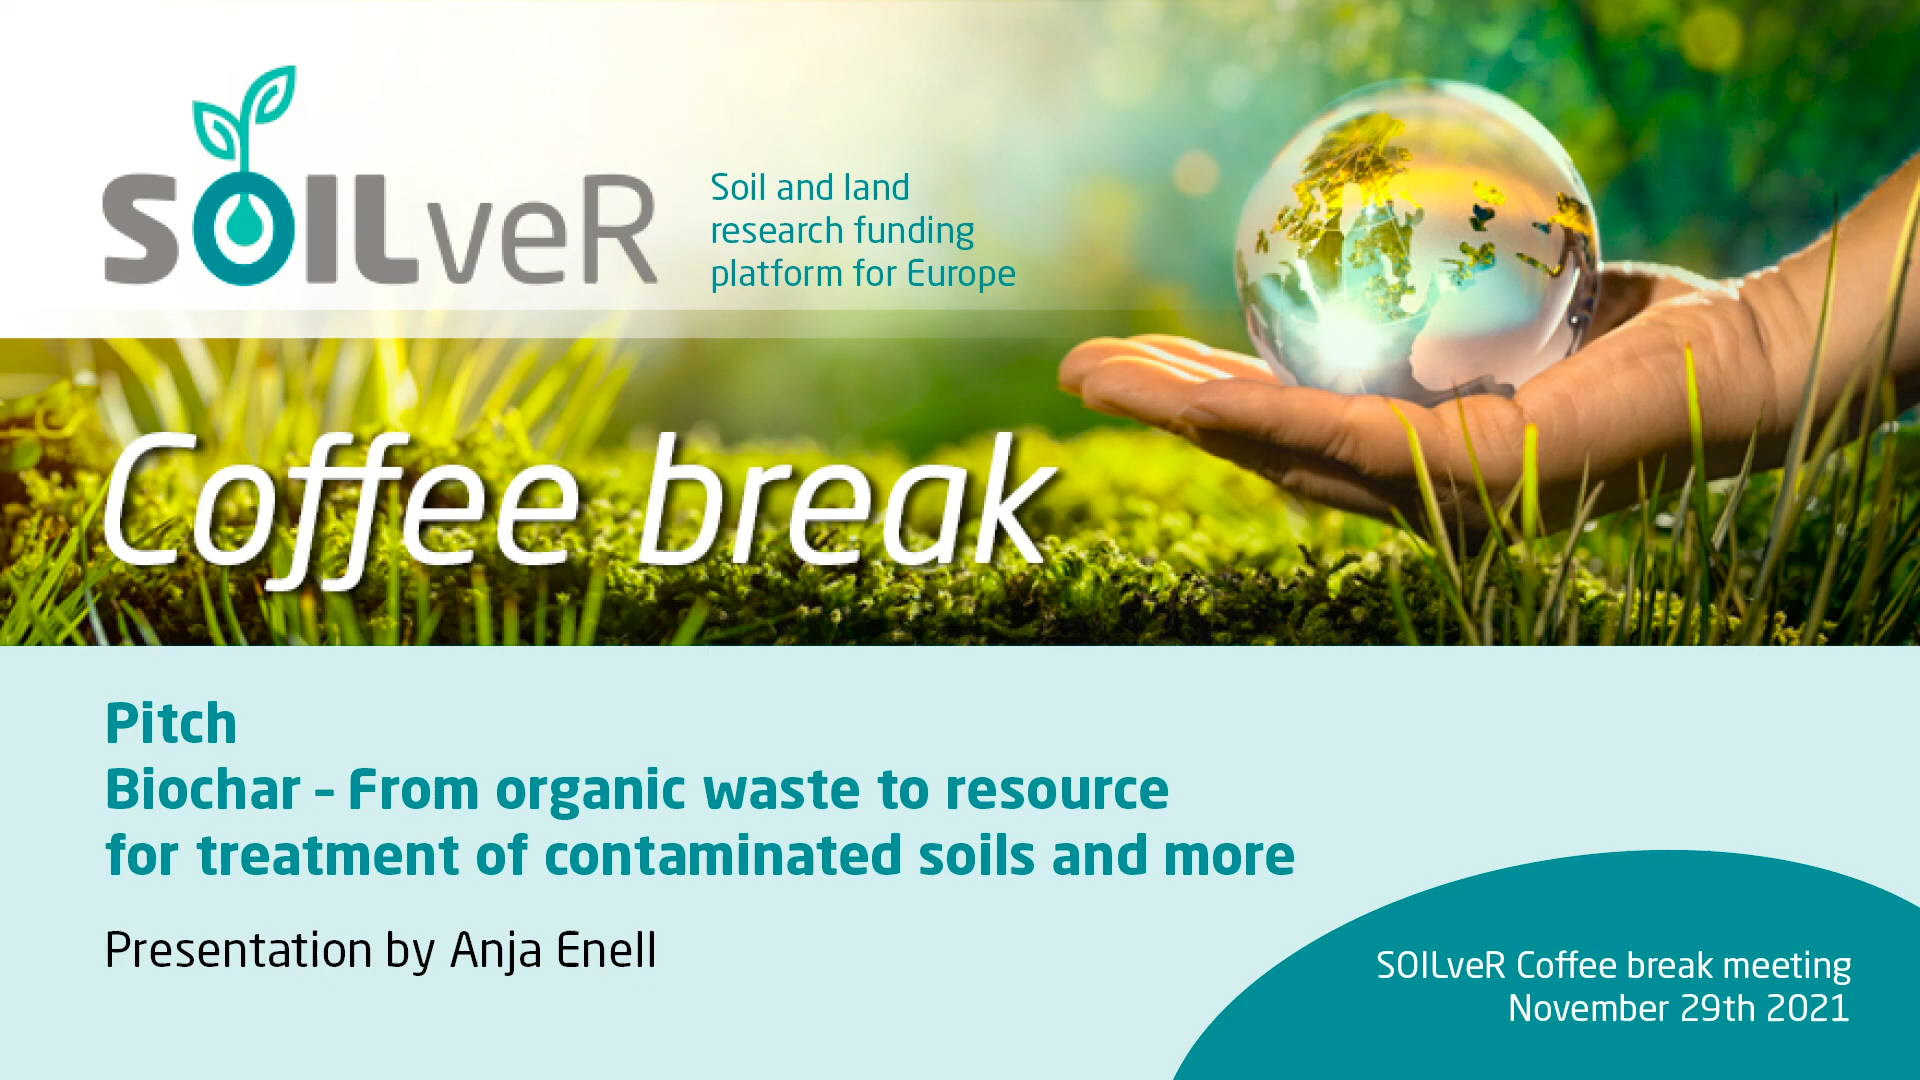 SOILveR
Soil and land
research funding
platform for Europe
Coffee break
Pitch
Biochar – From organic waste to resource
for treatment of contaminated soils and more
Presentation by Anja Enell
SOILveR Coffee break meeting
November 29th 2021